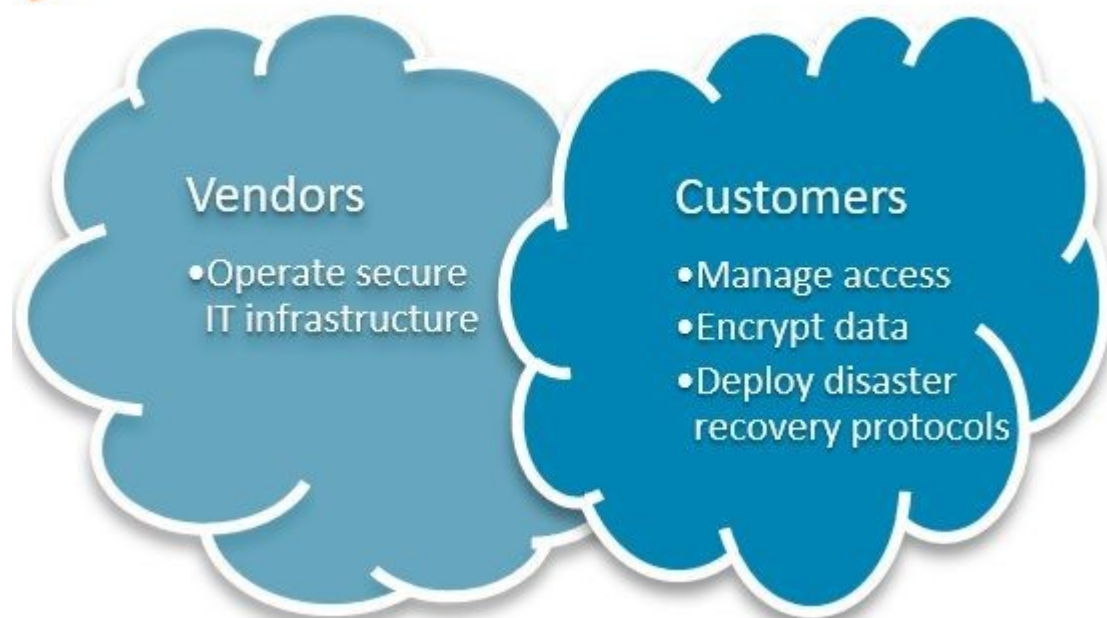 Vendors
•Operate secure
IT infrastructure
Customers
•Manage access
•Encrypt data
•Deploy disaster
recovery protocols